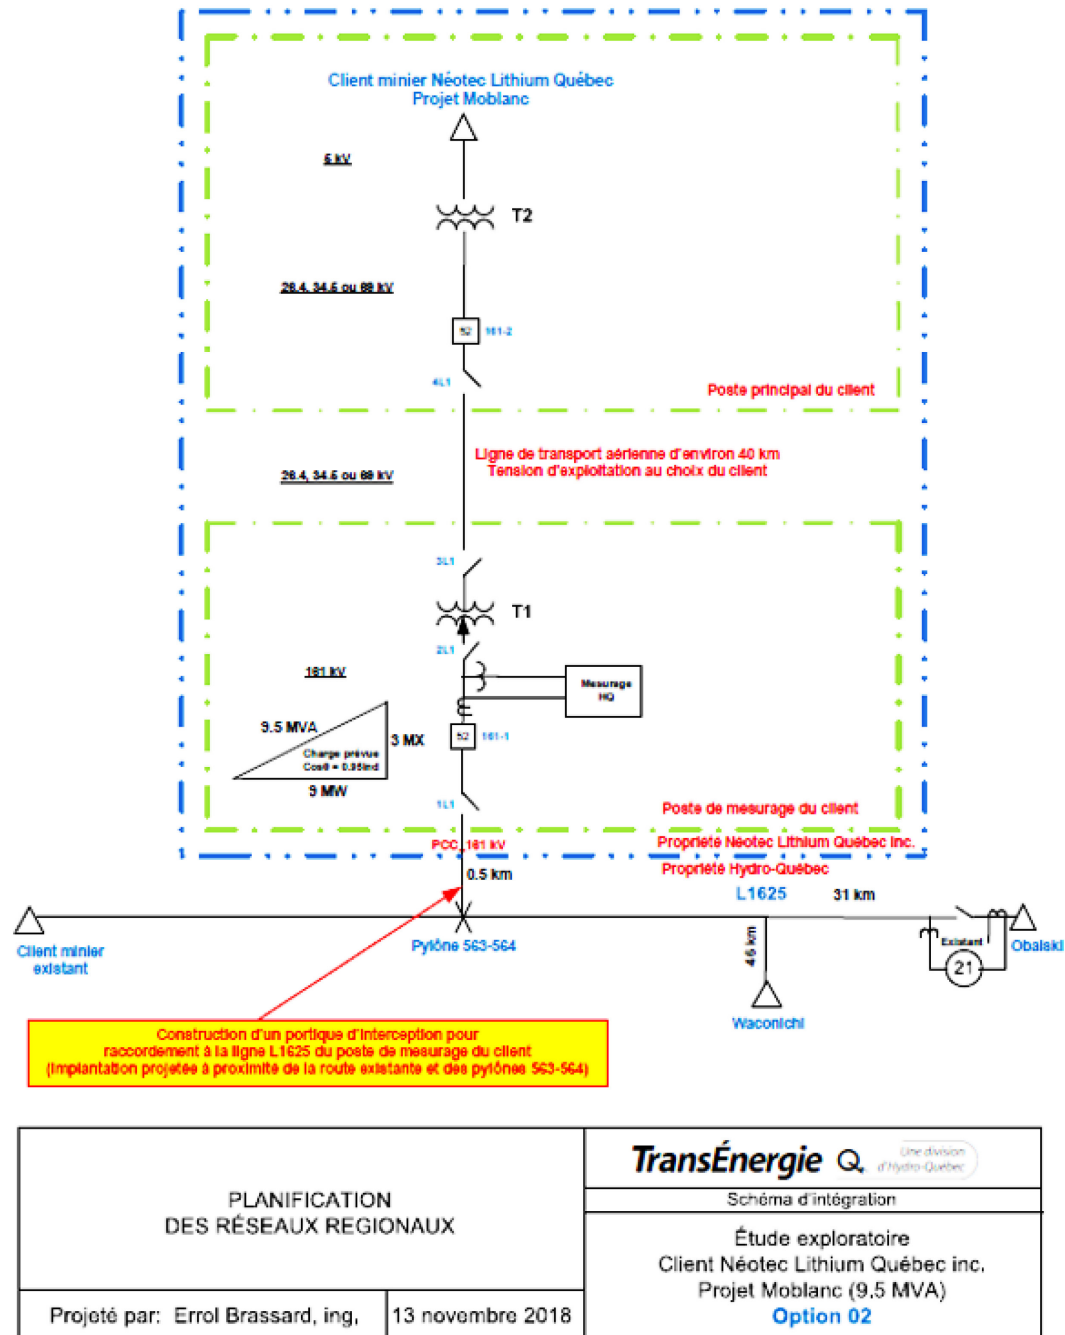 Client minier Néotec Lithium Québec
Projet Moblanc
5 kV
T2
26.4, 34.5 ou 69 kV
52
161-2
4L1
Poste principal du client
Ligne de transport aérienne d'environ 40 km
Tension d'exploitation au choix du client
26.4, 34.5 ou 69 kV
3L1
T1
2L1
161 kV
Mesurage
HQ
9.5 MVA
3 MX
Charge prévue
Cosθ = 0.95ind
9 MW
52
161-1
1L1
Poste de mesurage du client
PCC, 161 kV
Propriété Néotec Lithium Québec inc.
0.5 km
Propriété Hydro-Québec
L1625
31 km
Client minier
existant
Pylône 563-564
46 km
Existant
21
Obalski
Waconichi
Construction d'un portique d'interception pour
raccordement à la ligne L1625 du poste de mesurage du client
(Implantation projetée à proximité de la route existante et des pylônes 563-564)
PLANIFICATION
DES RÉSEAUX REGIONAUX
TransÉnergie
Une division
d'Hydro-Québec
Schéma d'intégration
Étude exploratoire
Client Néotec Lithium Québec inc.
Projet Moblanc (9.5 MVA)
Option 02
Projeté par: Errol Brassard, ing,
13 novembre 2018